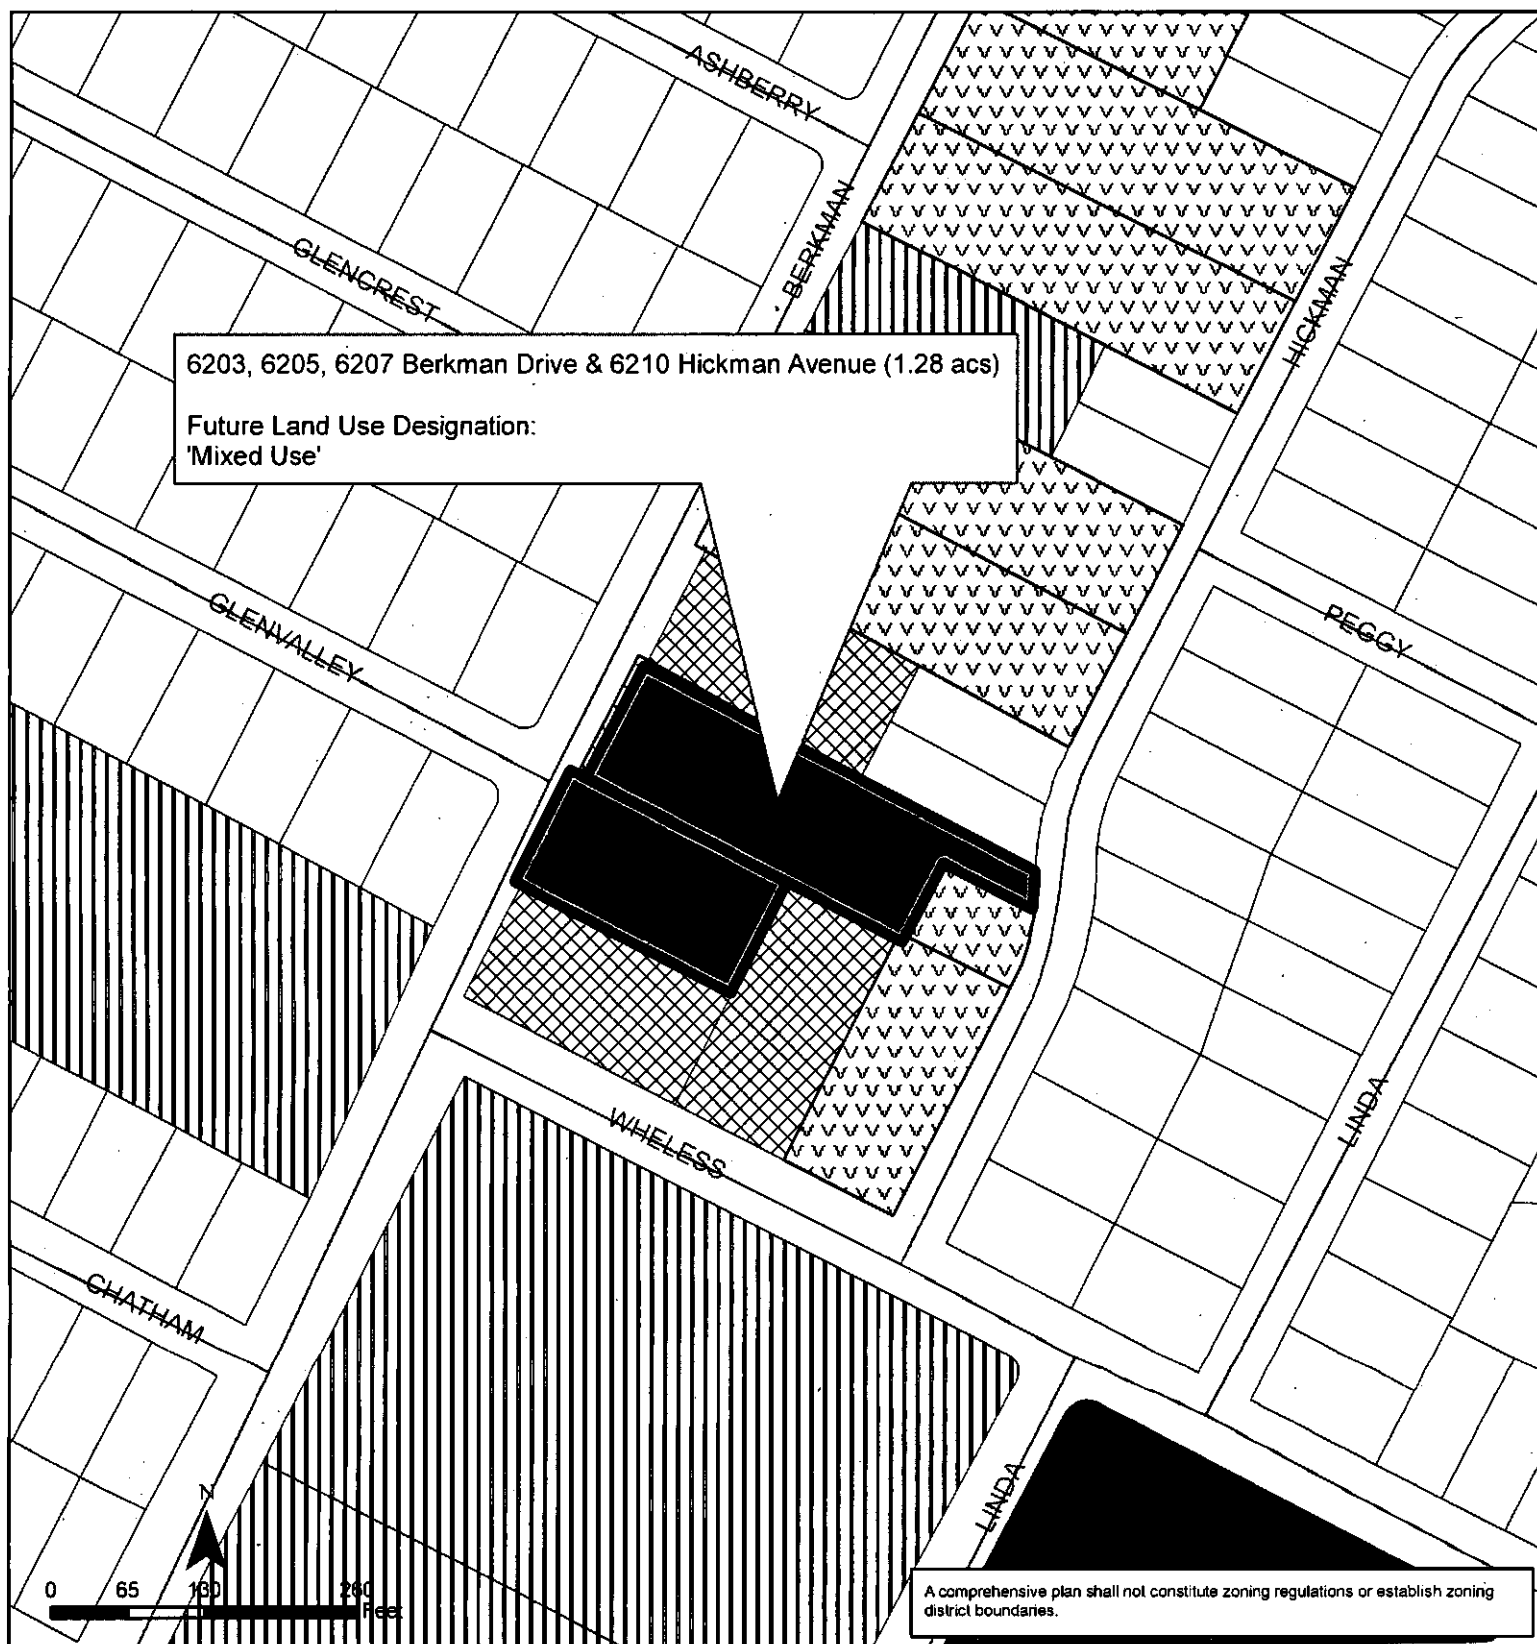 ASHBERRY
BERKMAN
GLENCREST
HICKMAN
6203, 6205, 6207 Berkman Drive & 6210 Hickman Avenue (1.28 acs)
Future Land Use Designation:
'Mixed Use'
GLENVALLEY
PEGGY
LINDA
WHELESS
CHATHAM
LINDA
N
0 65 130 260
Feet
A comprehensive plan shall not constitute zoning regulations or establish zoning
district boundaries.